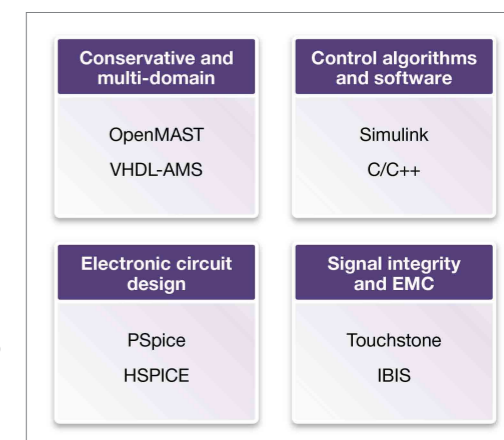 Conservative and
multi-domain
OpenMAST
VHDL-AMS
Control algorithms
and software
Simulink
C/C++
Electronic circuit
design
PSpice
HSPICE
Signal integrity
and EMC
Touchstone
IBIS